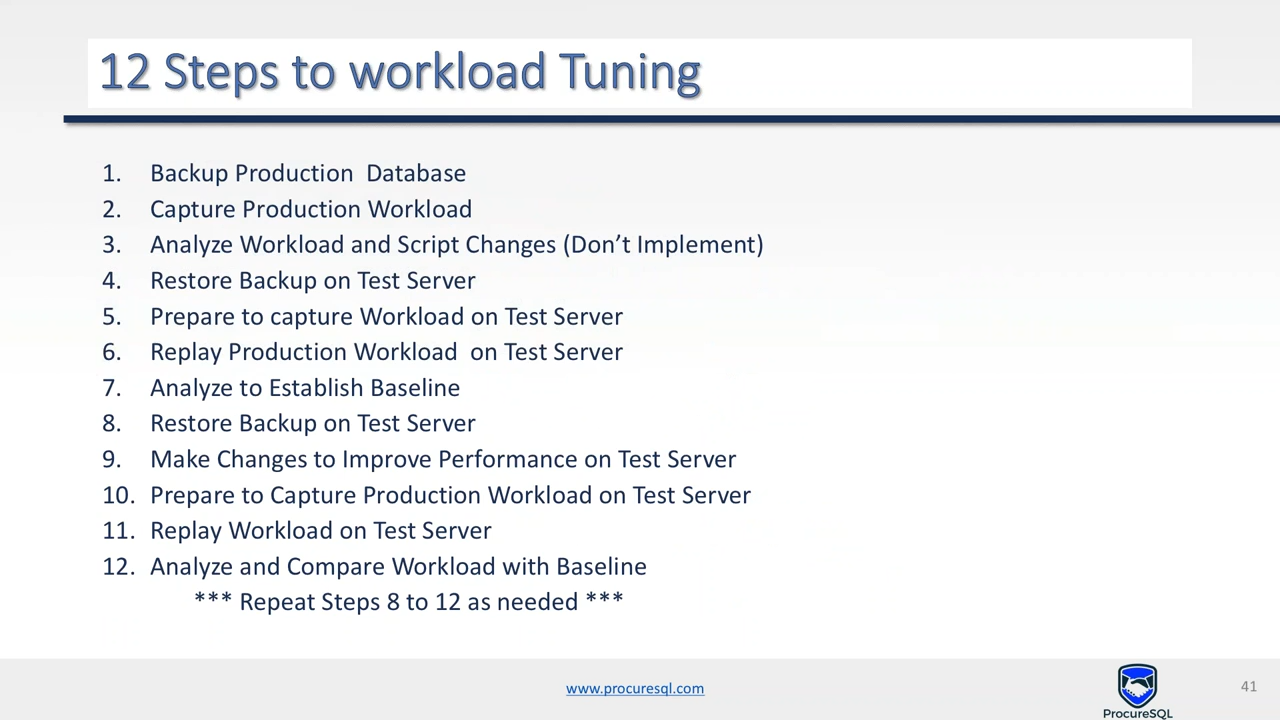 12 Steps to workload Tuning
1. Backup Production Database
2. Capture Production Workload
3. Analyze Workload and Script Changes (Don't Implement)
4. Restore Backup on Test Server
5. Prepare to capture Workload on Test Server
6. Replay Production Workload on Test Server
7. Analyze to Establish Baseline
8. Restore Backup on Test Server
9. Make Changes to Improve Performance on Test Server
10. Prepare to Capture Production Workload on Test Server
11. Replay Workload on Test Server
12. Analyze and Compare Workload with Baseline
*** Repeat Steps 8 to 12 as needed ***
www.procuresql.com
ProcureSQL
41